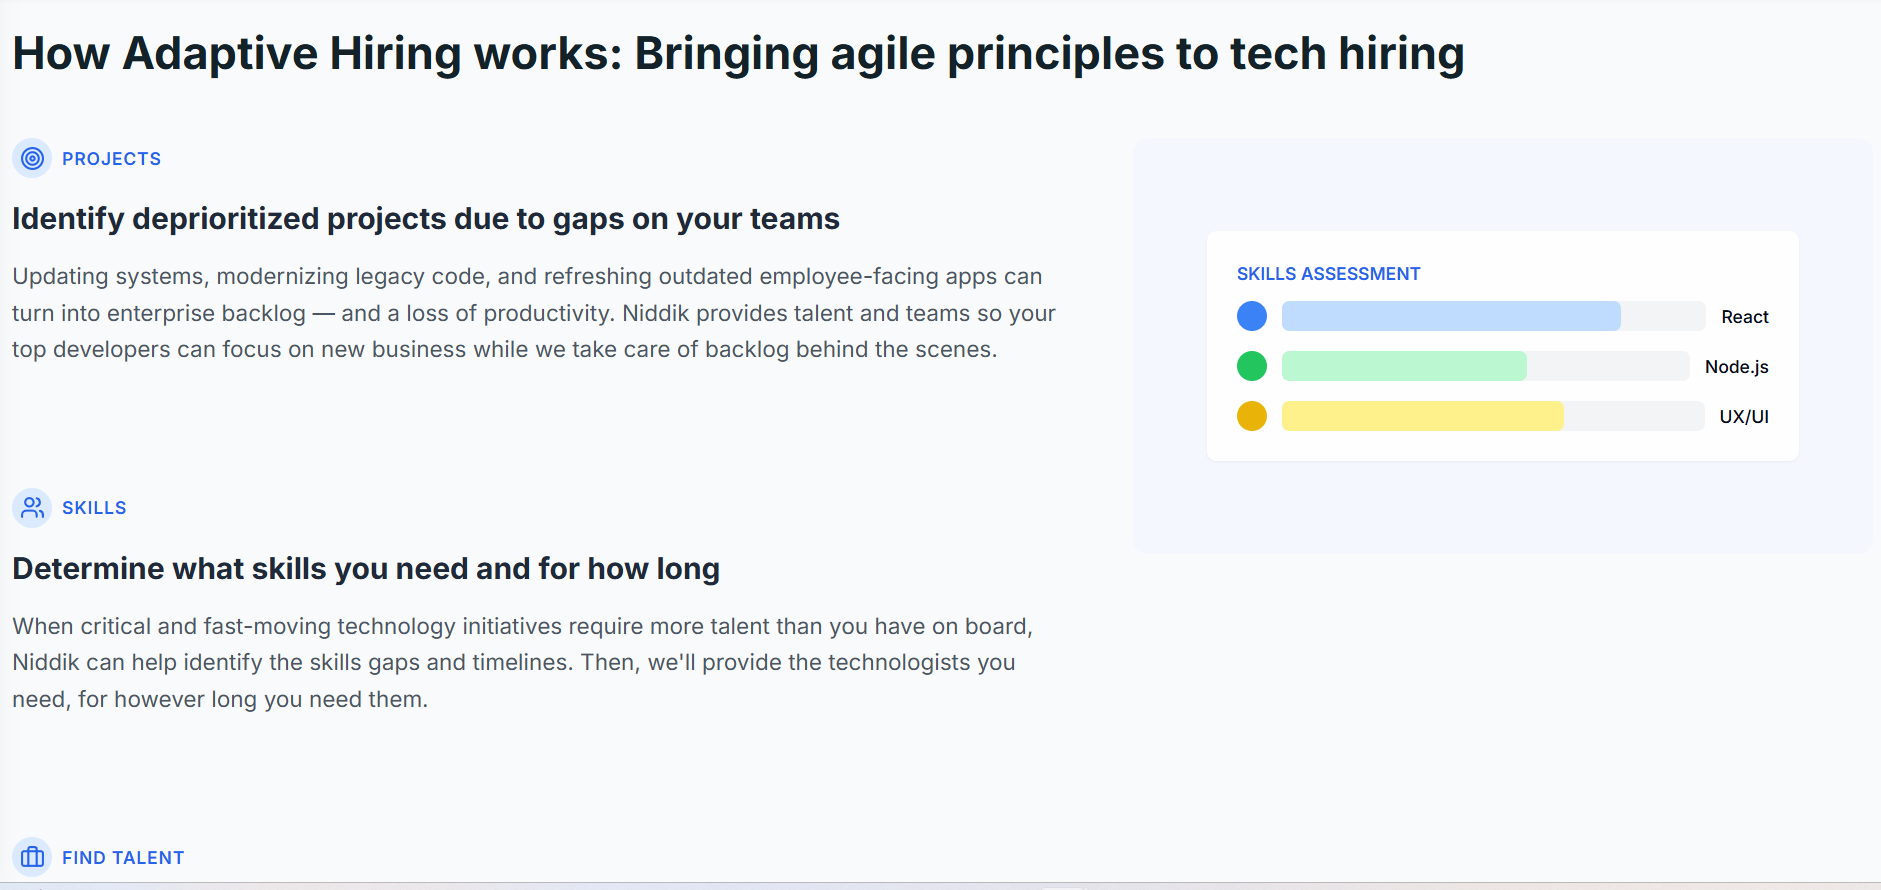 How Adaptive Hiring works: Bringing agile principles to tech hiring
PROJECTS
Identify deprioritized projects due to gaps on your teams
Updating systems, modernizing legacy code, and refreshing outdated employee-facing apps can
turn into enterprise backlog — and a loss of productivity. Niddik provides talent and teams so your
top developers can focus on new business while we take care of backlog behind the scenes.
SKILLS
Determine what skills you need and for how long
When critical and fast-moving technology initiatives require more talent than you have on board,
Niddik can help identify the skills gaps and timelines. Then, we'll provide the technologists you
need, for however long you need them.
FIND TALENT
SKILLS ASSESSMENT
React
Node.js
UX/UI